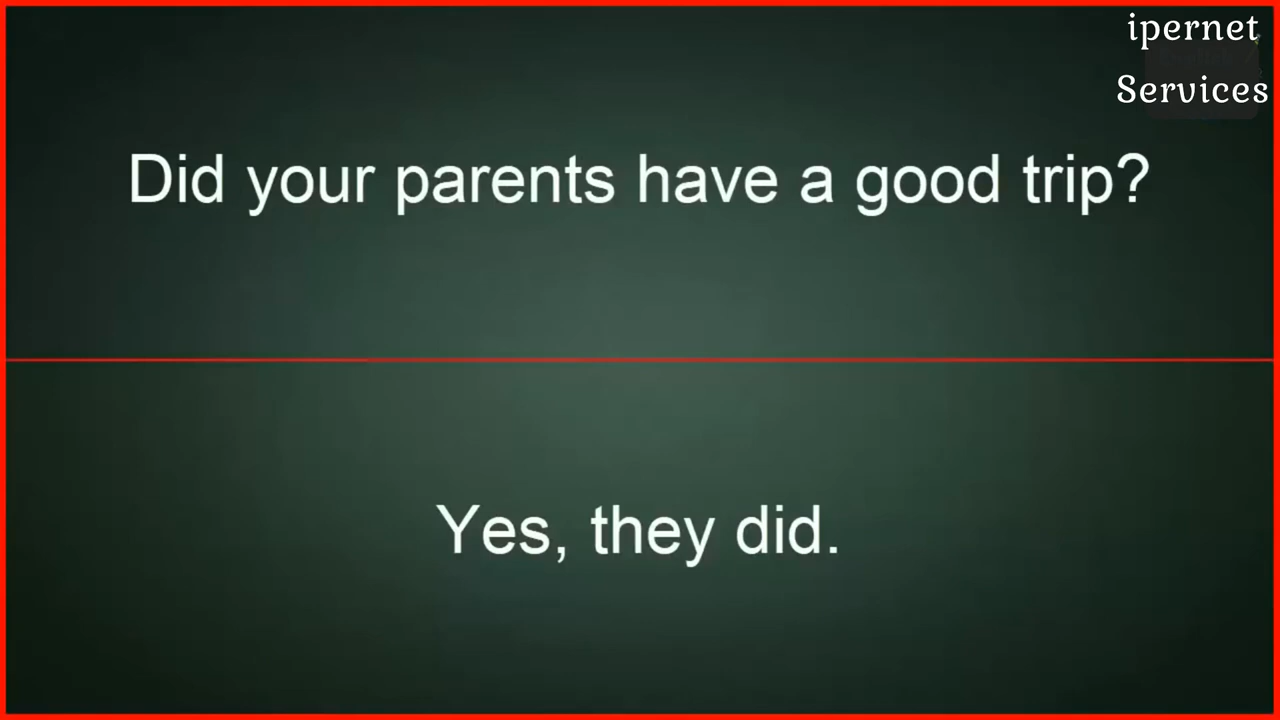 ipernet
Services
Did your parents have a good trip?
Yes, they did.